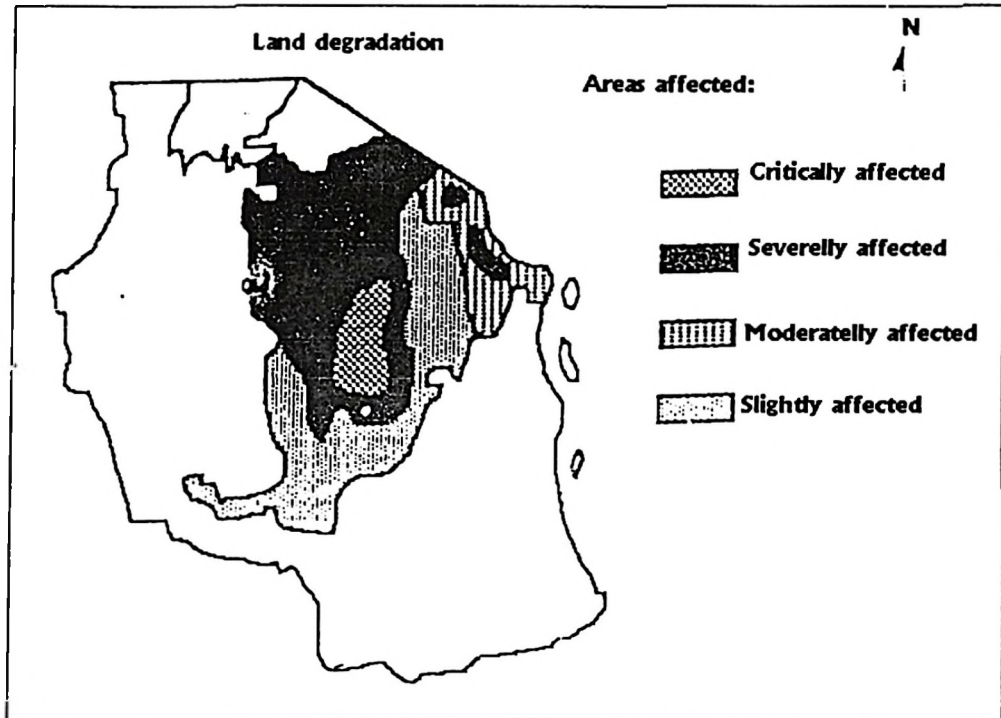 Land degradation
N
Areas affected:
Critically affected
Severelly affected
Moderatelly affected
Slightly affected